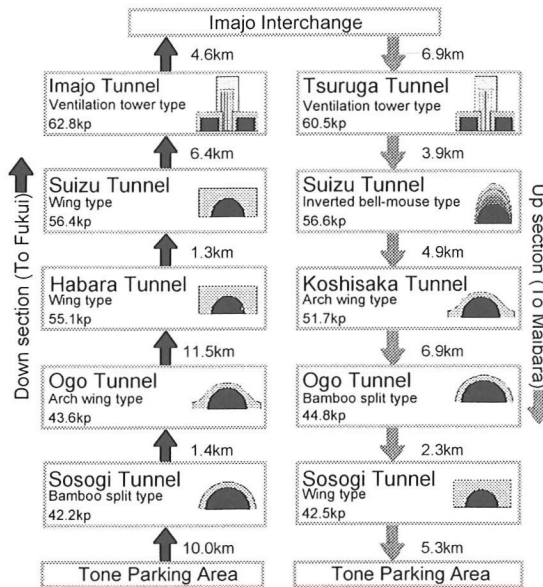 Imajo Interchange
4.6km
Imajo Tunnel
Ventilation tower type
62.8kp
6.4km
Suizu Tunnel
Wing type
56.4kp
1.3km
Habara Tunnel
Wing type
55.1kp
11.5km
Ogo Tunnel
Arch wing type
43.6kp
1.4km
Sosogi Tunnel
Bamboo split type
42.2kp
10.0km
Tone Parking Area
Down section (To Fukui)
6.9km
Tsuruga Tunnel
Ventilation tower type
60.5kp
3.9km
Suizu Tunnel
Inverted bell-mouse type
56.6kp
4.9km
Koshisaka Tunnel
Arch wing type
51.7kp
6.9km
Ogo Tunnel
Bamboo split type
44.8kp
2.3km
Sosogi Tunnel
Wing type
42.5kp
5.3km
Tone Parking Area
Up section (To Maibara)